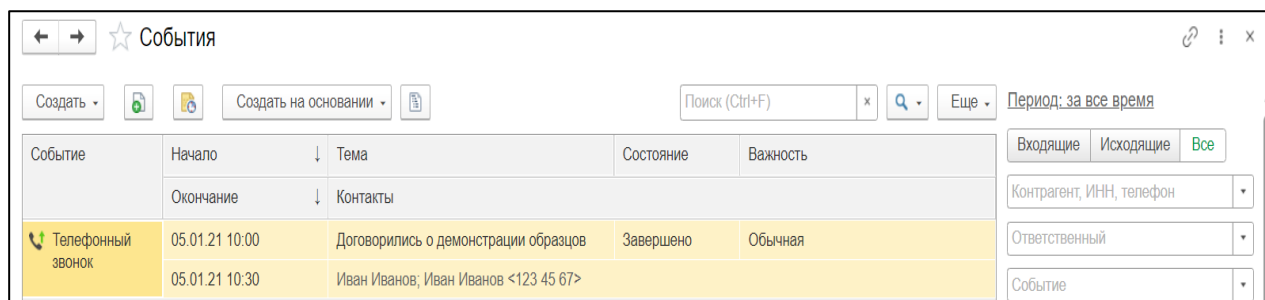 События
Создать Создать на основании Поиск (Ctrl+F) × Еще Период: за все время
Входящие Исходящие Все
Событие Начало ↓ Тема Состояние Важность
Окончание ↓ Контакты
Контрагент, ИНН, телефон
Телефонный звонок 05.01.21 10:00 Договорились о демонстрации образцов Завершено Обычная
Ответственный
05.01.21 10:30 Иван Иванов; Иван Иванов <123 45 67>
Событие